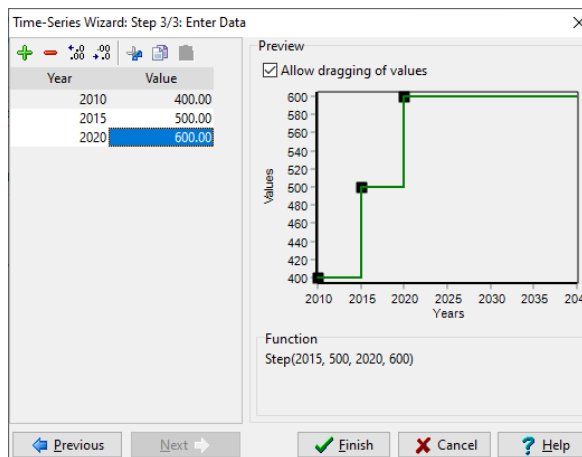 Time-Series Wizard: Step 3/3: Enter Data
Year Value
2010 400.00
2015 500.00
2020 600.00
Preview
Allow dragging of values
600
580
560
540
520
500
480
460
440
420
400
Values
2010 2015 2020 2025 2030 2035 204
Years
Function
Step(2015, 500, 2020, 600)
Previous Next Finish Cancel Help